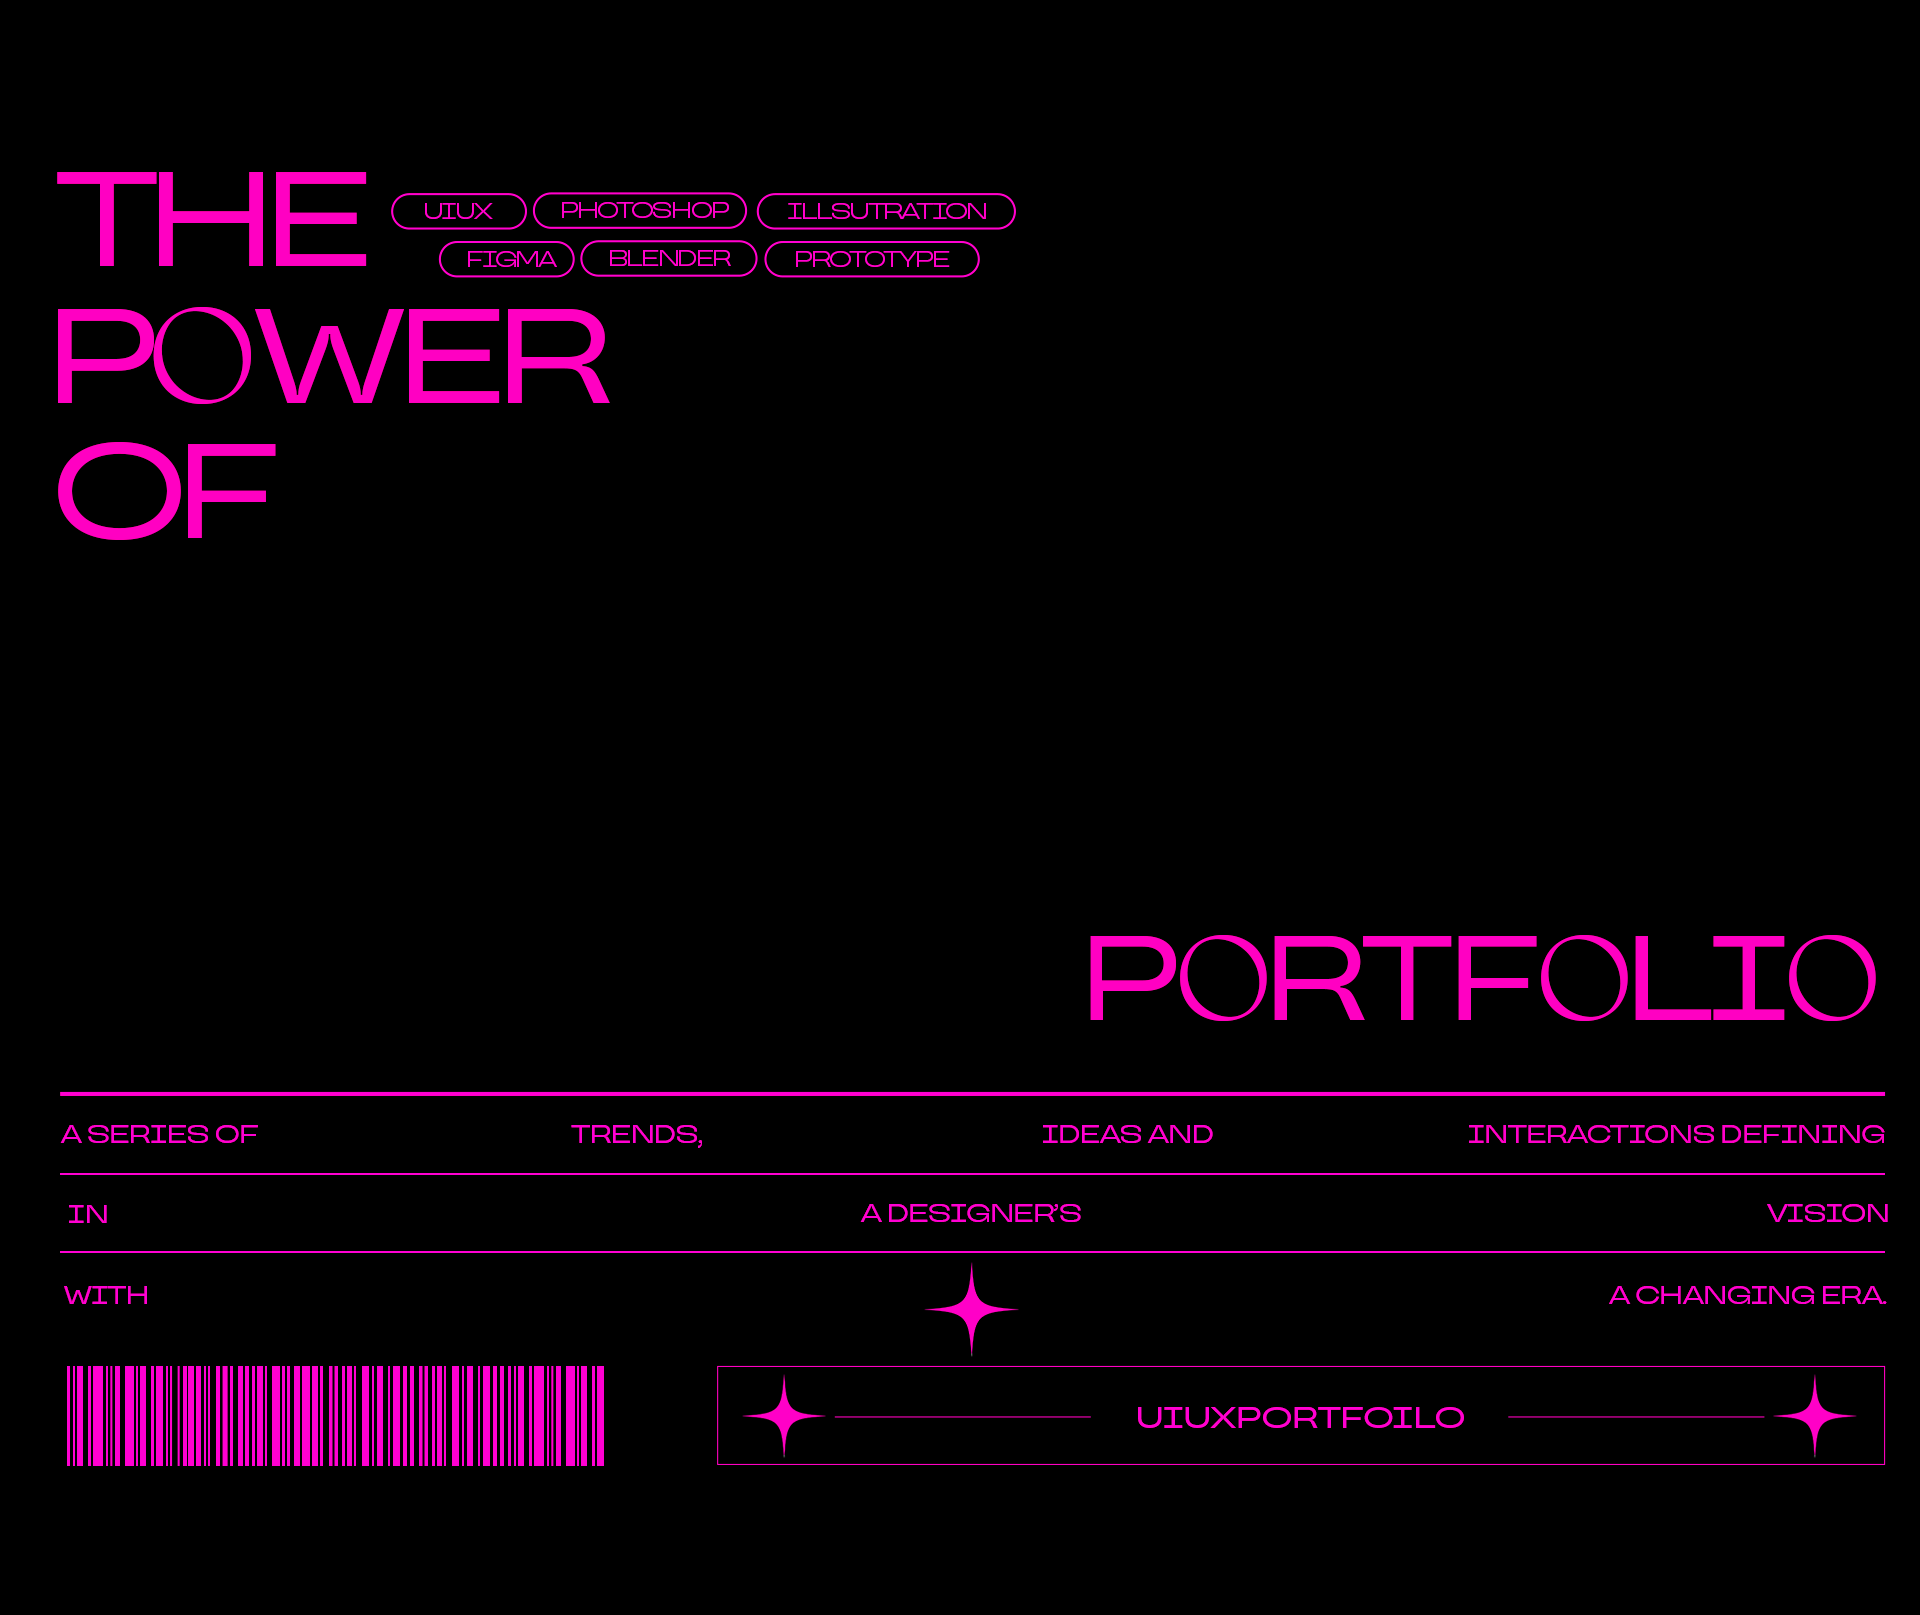 THE
UIUX PHOTOSHOP ILLSUTRATION
FIGMA BLENDER PROTOTYPE
POWER
OF
PORTFOLIO
A SERIES OF TRENDS, IDEAS AND INTERACTIONS DEFINING
IN A DESIGNER’S VISION
WITH A CHANGING ERA.
UIUXPORTFOILO